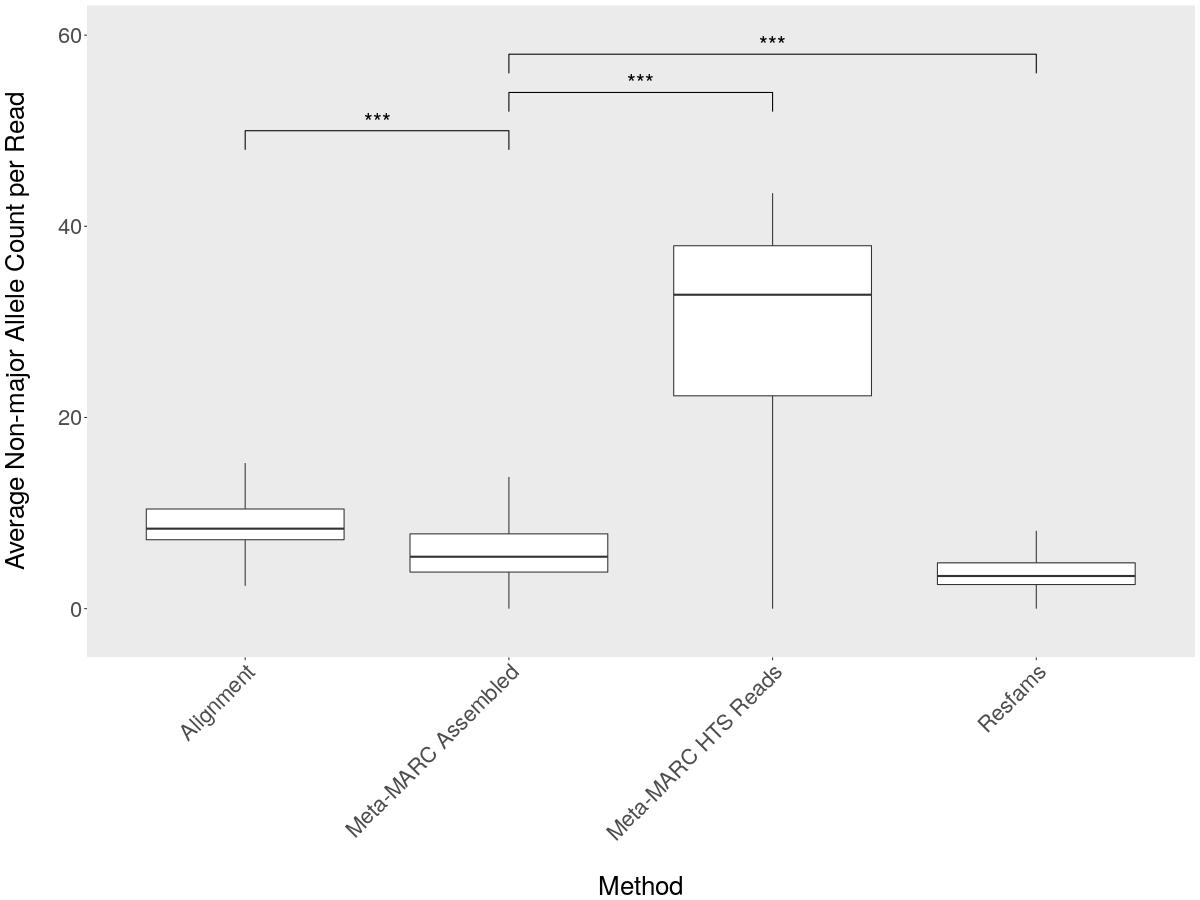 Average Non-major Allele Count per Read
60
40
20
0
***
***
***
Alignment
Meta-MARC Assembled
Meta-MARC HTS Reads
Resfams
Method